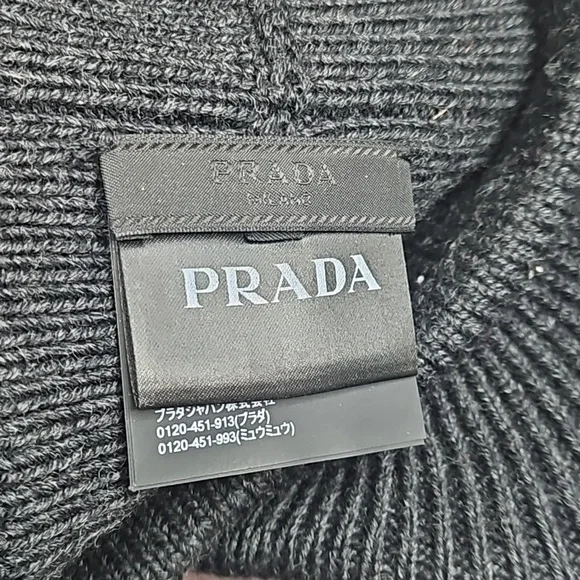 PRADA
MILANO
PRADA
プラダジャパン株式会社
0120-451-913(プラダ)
0120-451-993(ミュウミュウ)